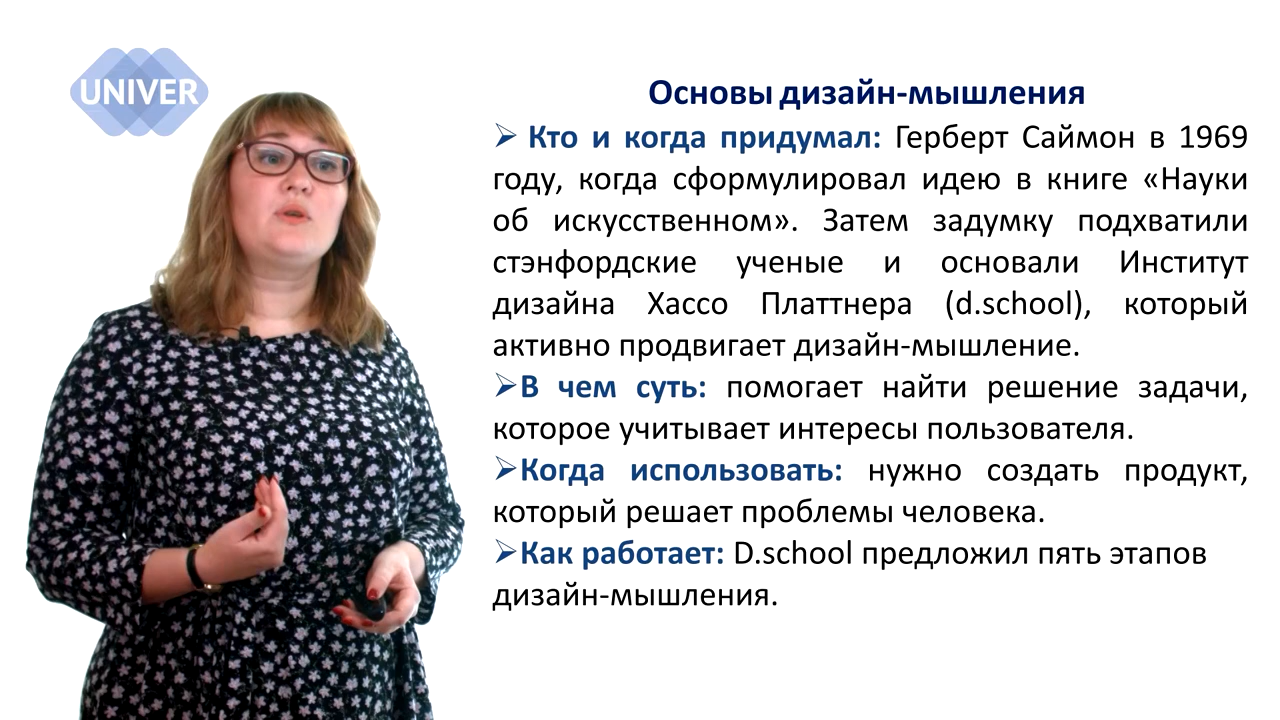 UNIVER
Основы дизайн-мышления
➢ Кто и когда придумал: Герберт Саймон в 1969
году, когда сформулировал идею в книге «Науки
об искусственном». Затем задумку подхватили
стэнфордские ученые и основали Институт
дизайна Хассо Платтнера (d.school), который
активно продвигает дизайн-мышление.
➢В чем суть: помогает найти решение задачи,
которое учитывает интересы пользователя.
➢Когда использовать: нужно создать продукт,
который решает проблемы человека.
➢Как работает: D.school предложил пять этапов
дизайн-мышления.